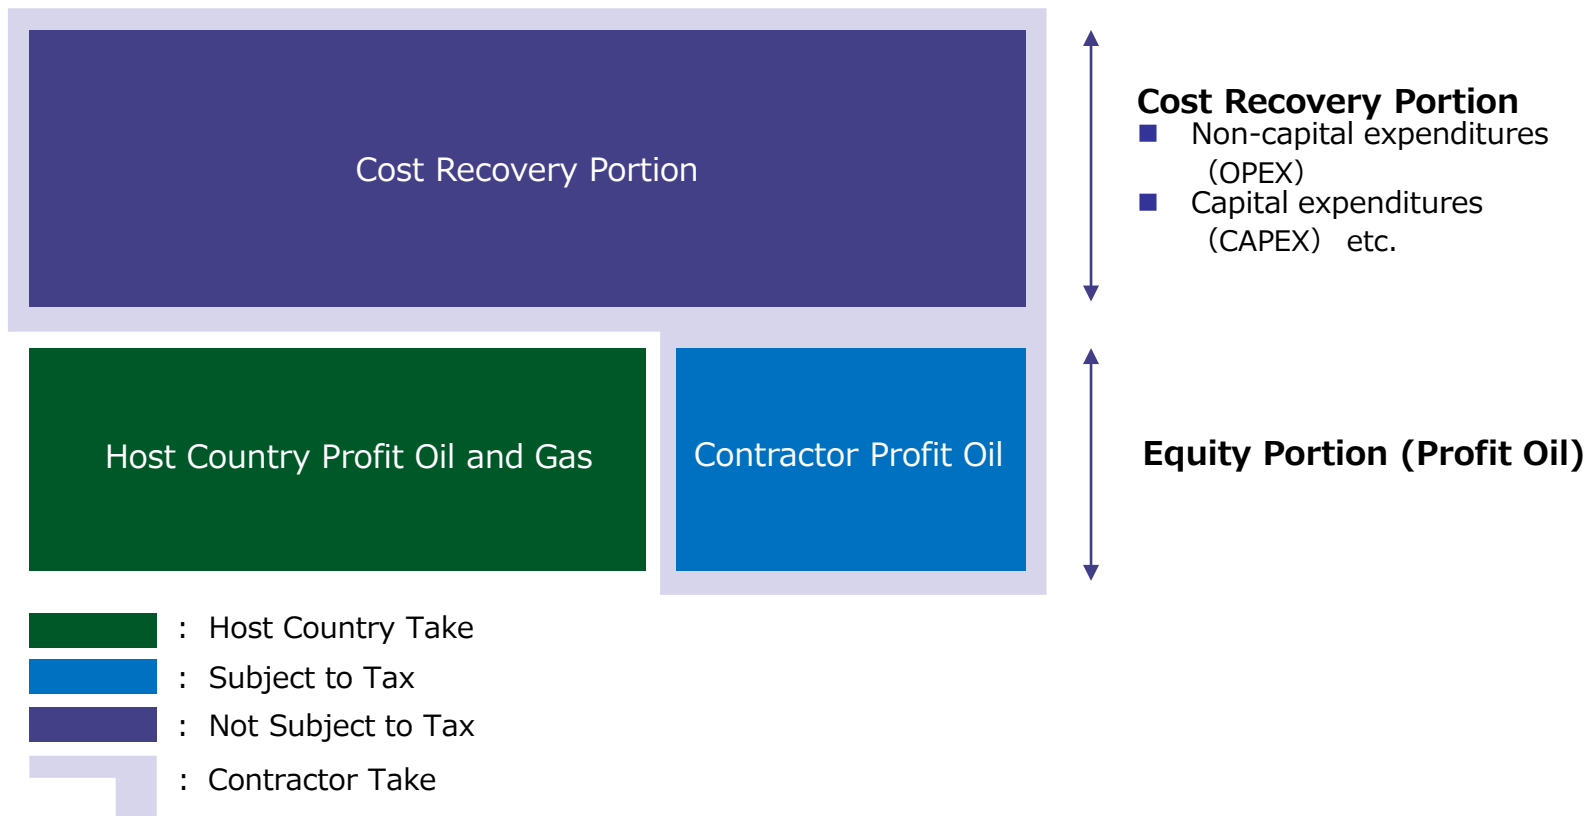 Cost Recovery Portion
Cost Recovery Portion
■ Non-capital expenditures
（OPEX）
■ Capital expenditures
（CAPEX） etc.
Host Country Profit Oil and Gas
Contractor Profit Oil
Equity Portion (Profit Oil)
: Host Country Take
: Subject to Tax
: Not Subject to Tax
: Contractor Take